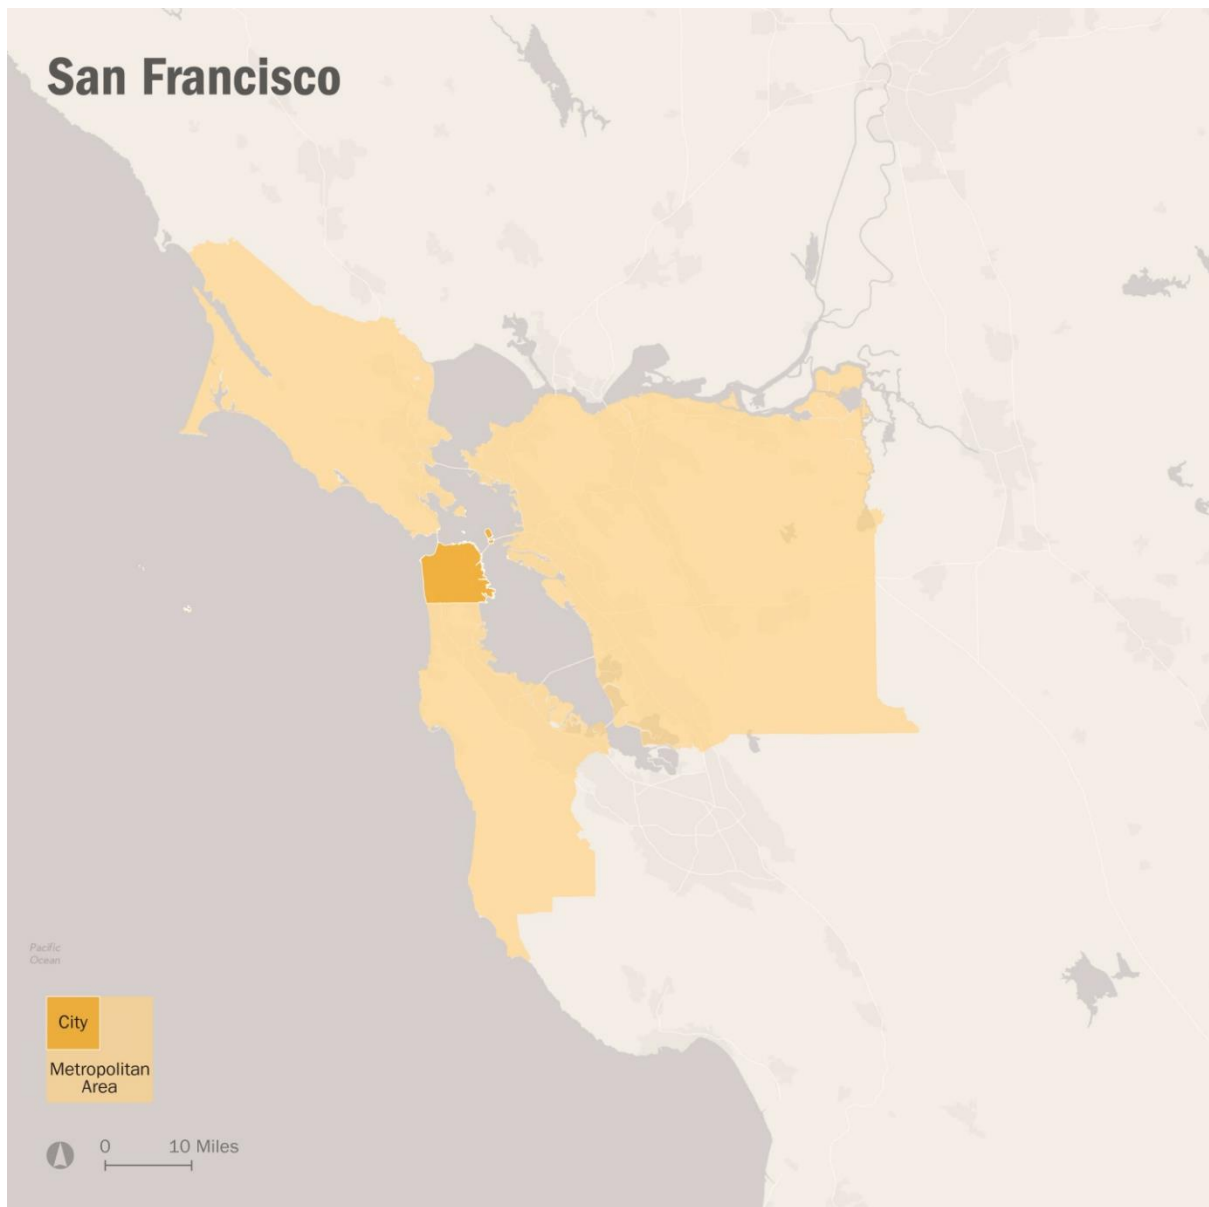 San Francisco
Pacific
Ocean
City
Metropolitan
Area
0 10 Miles